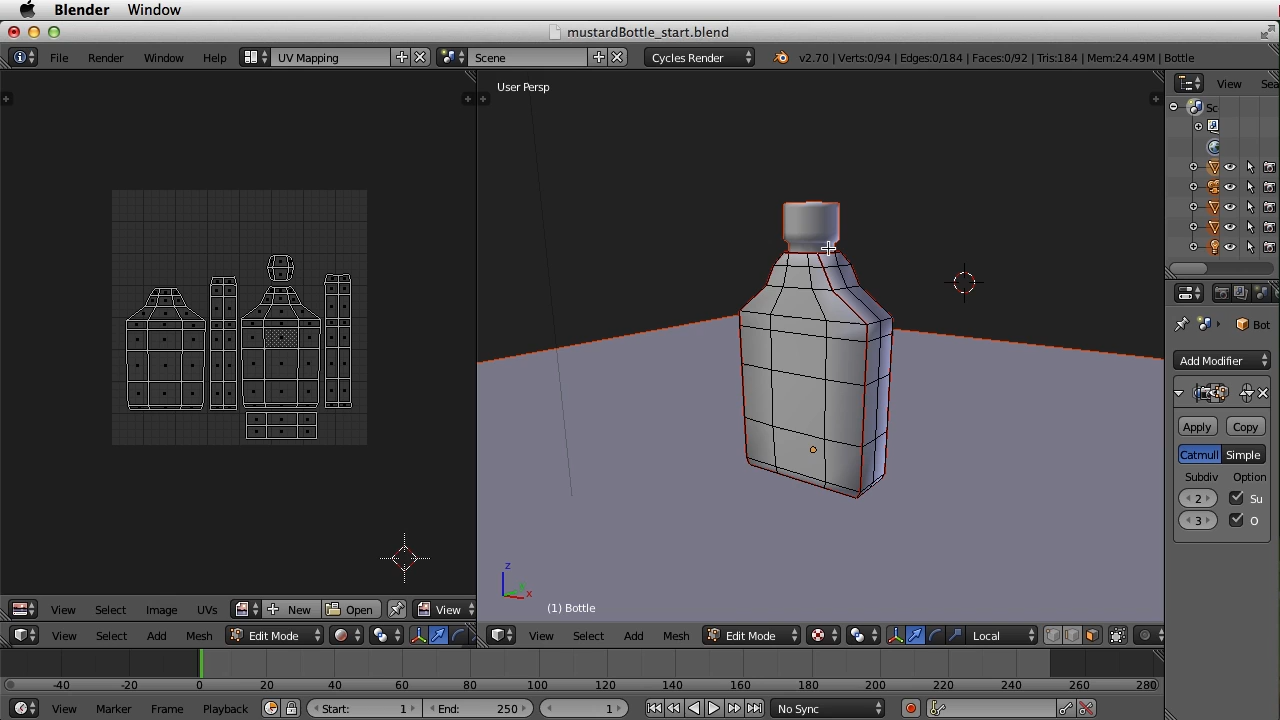 Blender Window
mustardBottle_start.blend
File Render Window Help UV Mapping Scene Cycles Render v2.70 | Verts:0/94 | Edges:0/184 | Faces:0/92 | Tris:184 | Mem:24.49M | Bottle
User Persp
View Sea
Sc
Bot
Add Modifier
Apply Copy
Catmull Simple
Subdiv Option
2 Su
3 O
z
y
x
(1) Bottle
View Select Image UVs New Open View
View Select Add Mesh Edit Mode
View Select Add Mesh Edit Mode Local
-40 -20 0 20 40 60 80 100 120 140 160 180 200 220 240 260 280
View Marker Frame Playback Start: 1 End: 250 1 No Sync